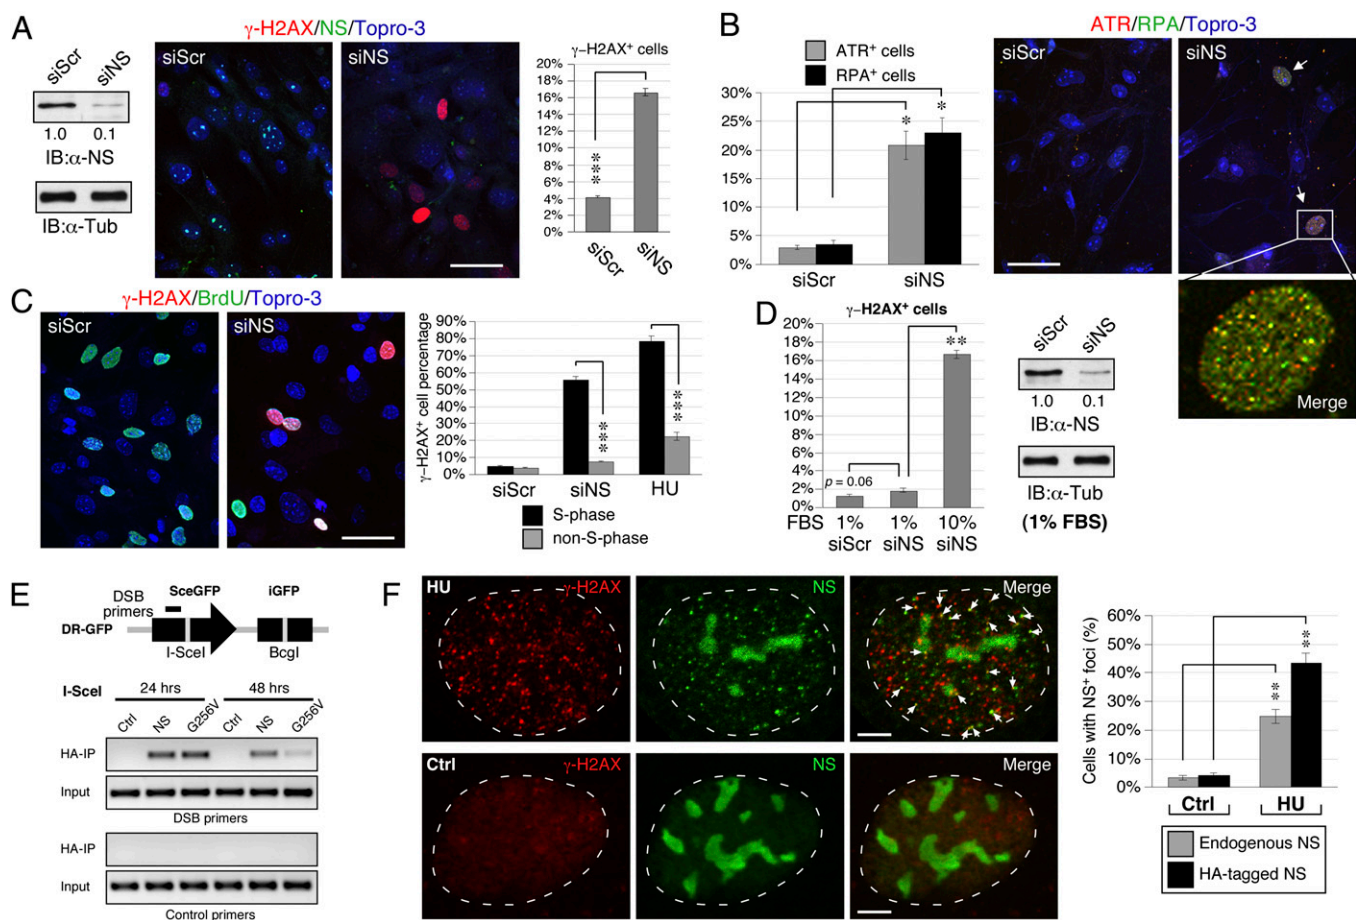 A
γ-H2AX/NS/Topro-3
siScr
siNS
1.0 0.1
IB:α-NS
IB:α-Tub
siScr
siNS
γ-H2AX⁺ cells
20%
18%
16%
14%
12%
10%
8%
6%
4%
2%
0%
***
siScr
siNS
B
ATR⁺ cells
RPA⁺ cells
35%
30%
25%
20%
15%
10%
5%
0%
*
*
siScr
siNS
ATR/RPA/Topro-3
siScr
siNS
Merge
C
γ-H2AX/BrdU/Topro-3
siScr
siNS
γ-H2AX⁺ cell percentage
90%
80%
70%
60%
50%
40%
30%
20%
10%
0%
***
***
siScr
siNS
HU
S-phase
non-S-phase
D
γ-H2AX⁺ cells
20%
18%
16%
14%
12%
10%
8%
6%
4%
2%
0%
p = 0.06
**
FBS 1% 1% 10%
siScr siNS siNS
siScr
siNS
1.0 0.1
IB:α-NS
IB:α-Tub
(1% FBS)
E
DSB
primers
SceGFP
iGFP
DR-GFP
I-SceI
BcgI
I-SceI 24 hrs 48 hrs
Ctrl NS G256V Ctrl NS G256V
HA-IP
Input
DSB primers
HA-IP
Input
Control primers
F
HU γ-H2AX
NS
Merge
Ctrl γ-H2AX
NS
Merge
Cells with NS⁺ foci (%)
60%
50%
40%
30%
20%
10%
0%
**
**
Ctrl
HU
Endogenous NS
HA-tagged NS